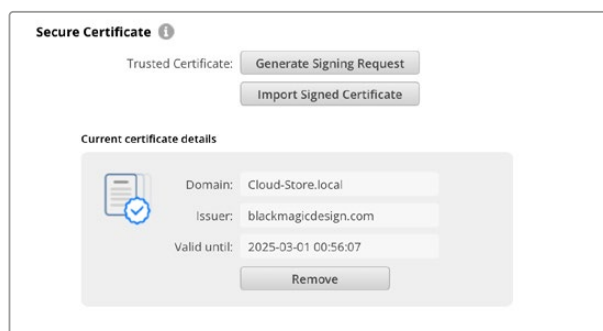 Secure Certificate
Trusted Certificate: Generate Signing Request
Import Signed Certificate
Current certificate details
Domain: Cloud-Store.local
Issuer: blackmagicdesign.com
Valid until: 2025-03-01 00:56:07
Remove